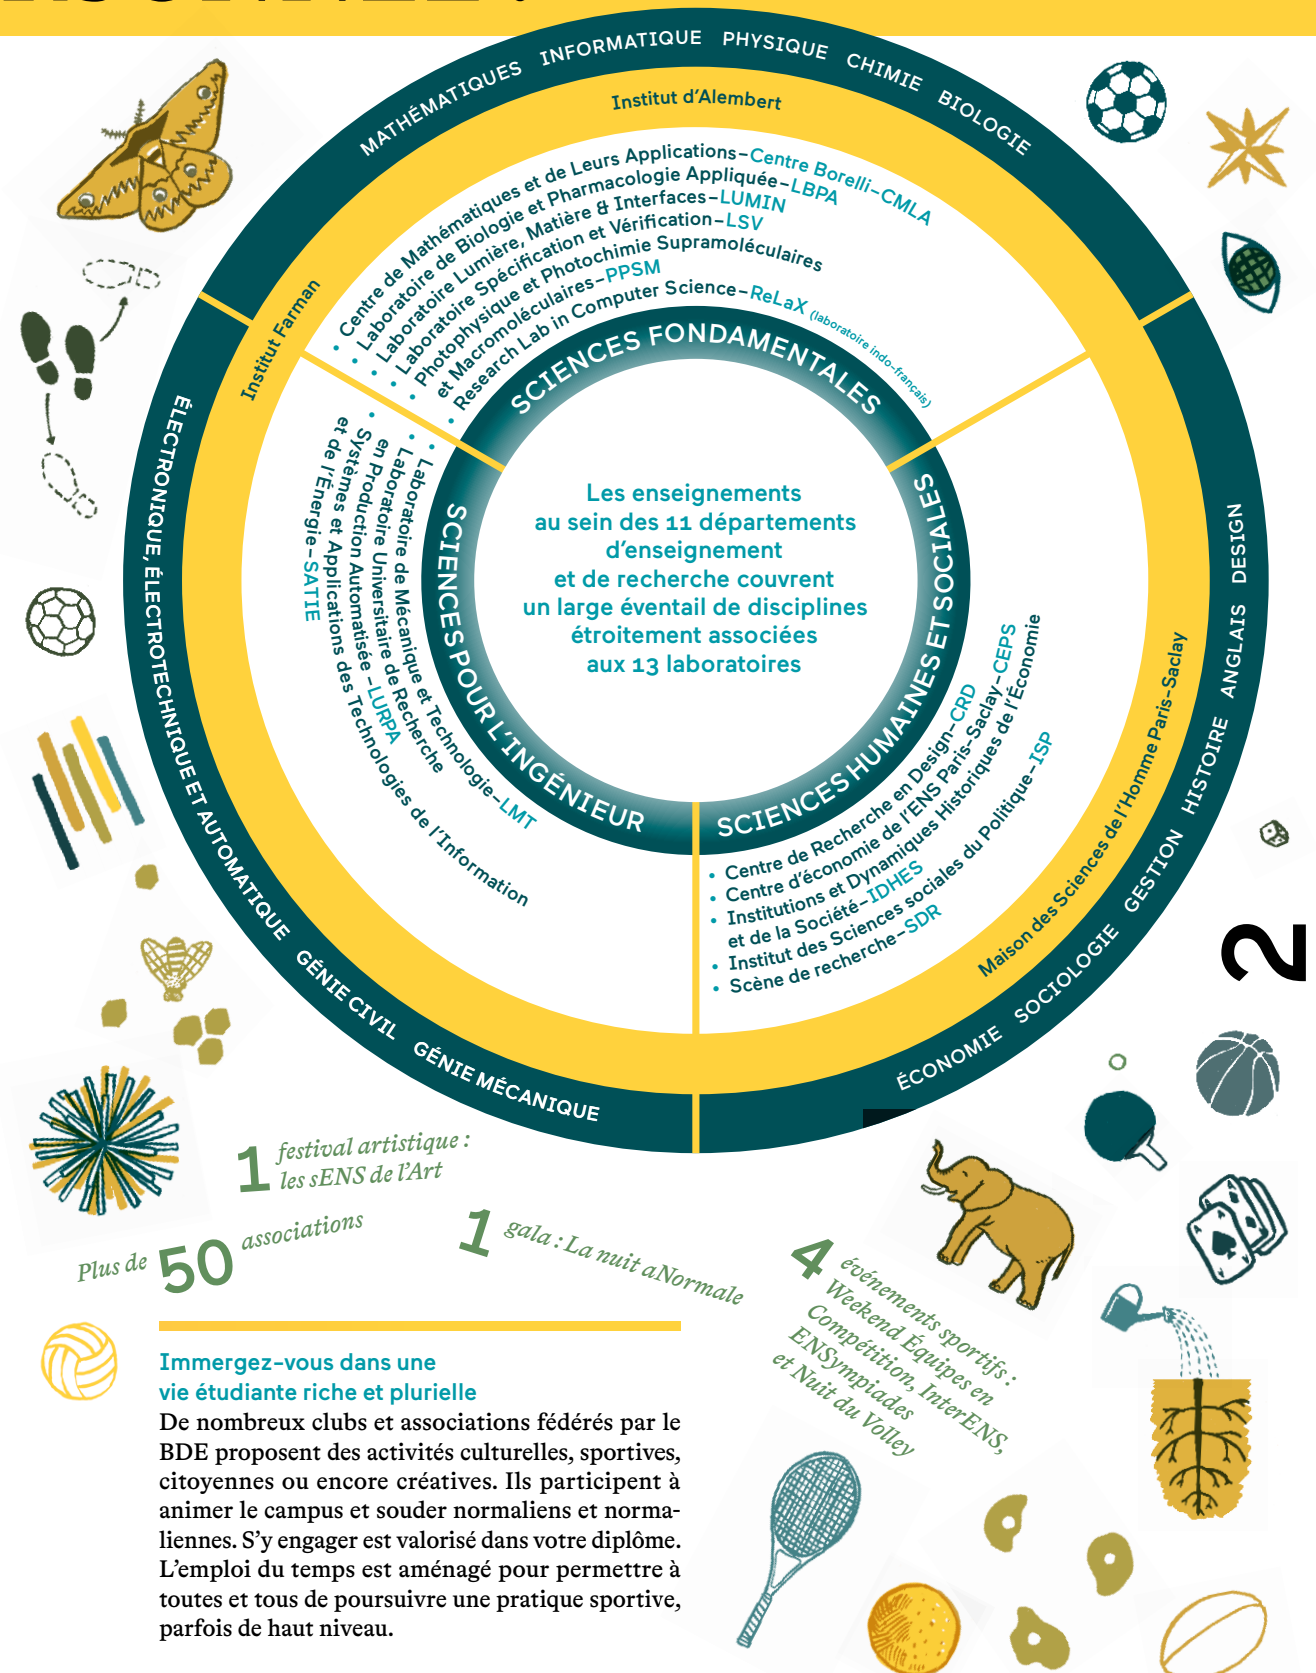 MATHÉMATIQUES INFORMATIQUE PHYSIQUE CHIMIE BIOLOGIE
Institut d'Alembert
• Centre de Mathématiques et de Leurs Applications–Centre Borelli–CMLA
• Laboratoire de Biologie et Pharmacologie Appliquée–LBPA
• Laboratoire Lumière, Matière & Interfaces–LUMIN
• Laboratoire Spécification et Vérification–LSV
• Photophysique et Photochimie Supramoléculaires
et Macromoléculaires–PPSM
• Research Lab in Computer Science–ReLaX (laboratoire indo-français)
SCIENCES FONDAMENTALES
Institut Farman
ÉLECTRONIQUE, ÉLECTROTECHNIQUE ET AUTOMATIQUE GÉNIE CIVIL GÉNIE MÉCANIQUE
• Laboratoire de Mécanique et Technologie–LMT
• Laboratoire Universitaire de Recherche
en Production Automatisée –LURPA
• Systèmes et Applications des Technologies de l'Information
et de l'Énergie–SATIE
SCIENCES POUR L'INGÉNIEUR
Les enseignements
au sein des 11 départements
d'enseignement
et de recherche couvrent
un large éventail de disciplines
étroitement associées
aux 13 laboratoires
SCIENCES HUMAINES ET SOCIALES
• Centre de Recherche en Design–CRD
• Centre d'économie de l'ENS Paris-Saclay–CEPS
• Institutions et Dynamiques Historiques de l'Économie
et de la Société–IDHES
• Institut des Sciences sociales du Politique–ISP
• Scène de recherche–SDR
Maison des Sciences de l'Homme Paris-Saclay
ÉCONOMIE SOCIOLOGIE GESTION HISTOIRE ANGLAIS DESIGN
2
1 festival artistique :
les sENS de l'Art
Plus de 50 associations
1 gala : La nuit aNormale
4 événements sportifs :
Weekend Équipes en
Compétition, InterENS,
ENSympiades
et Nuit du Volley
Immergez-vous dans une
vie étudiante riche et plurielle
De nombreux clubs et associations fédérés par le
BDE proposent des activités culturelles, sportives,
citoyennes ou encore créatives. Ils participent à
animer le campus et souder normaliens et norma-
liennes. S'y engager est valorisé dans votre diplôme.
L'emploi du temps est aménagé pour permettre à
toutes et tous de poursuivre une pratique sportive,
parfois de haut niveau.